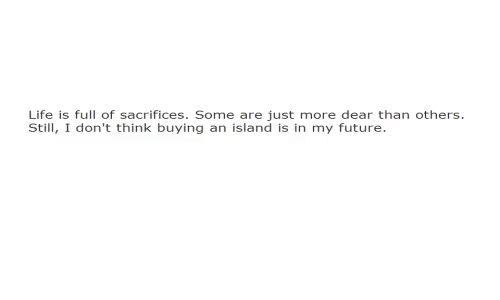 Life is full of sacrifices. Some are just more dear than others.
Still, I don't think buying an island is in my future.